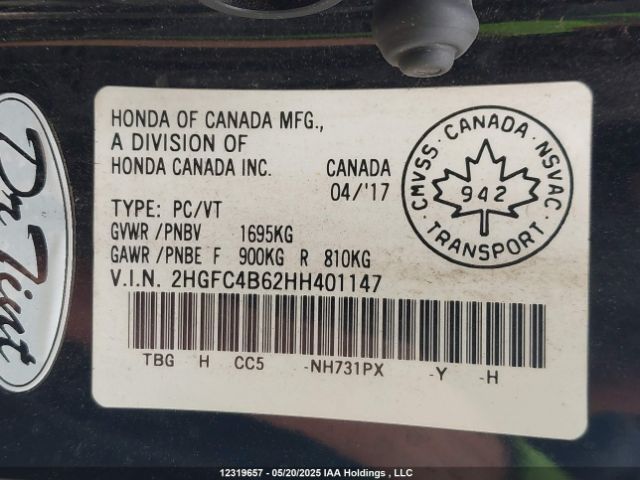 HONDA OF CANADA MFG.,
A DIVISION OF
HONDA CANADA INC.
CANADA
04/'17
TYPE: PC/VT
GVWR /PNBV 1695KG
GAWR /PNBE F 900KG R 810KG
V.I.N. 2HGFC4B62HH401147
TBG H CC5 -NH731PX -Y -H
CMVSS · CANADA · NSVAC
942
TRANSPORT
Dr. Tint
12319657 - 05/20/2025 IAA Holdings , LLC